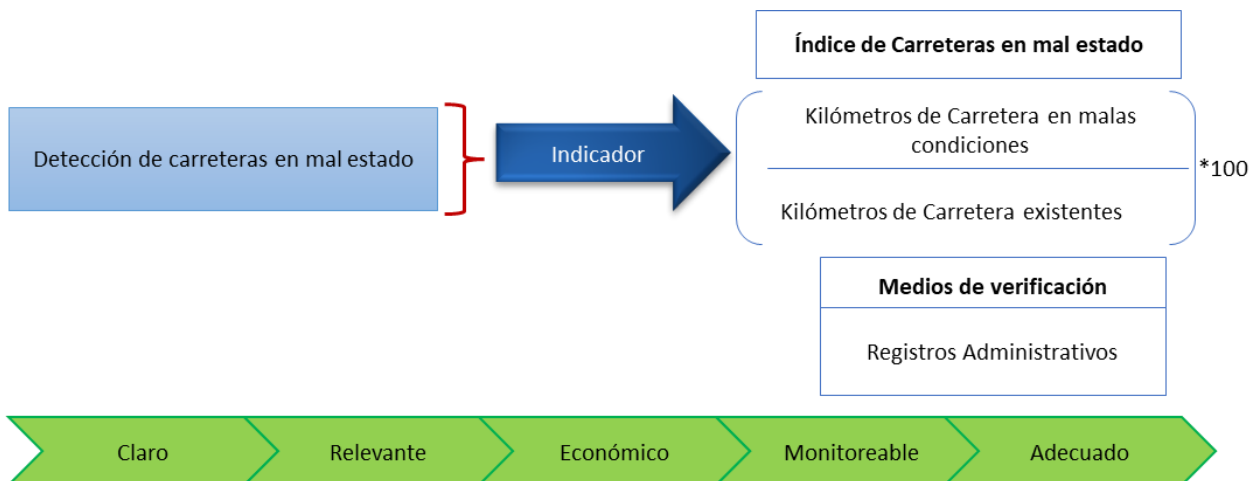 Índice de Carreteras en mal estado
Detección de carreteras en mal estado
Indicador
Kilómetros de Carretera en malas
condiciones
Kilómetros de Carretera existentes
*100
Medios de verificación
Registros Administrativos
Claro
Relevante
Económico
Monitoreable
Adecuado